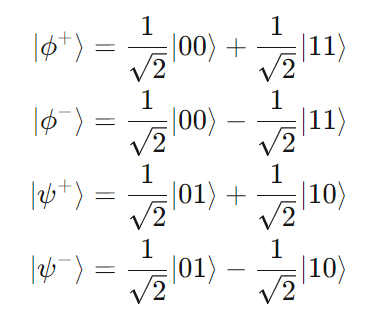 |ϕ⁺⟩ = 1/√2 |00⟩ + 1/√2 |11⟩
|ϕ⁻⟩ = 1/√2 |00⟩ − 1/√2 |11⟩
|ψ⁺⟩ = 1/√2 |01⟩ + 1/√2 |10⟩
|ψ⁻⟩ = 1/√2 |01⟩ − 1/√2 |10⟩